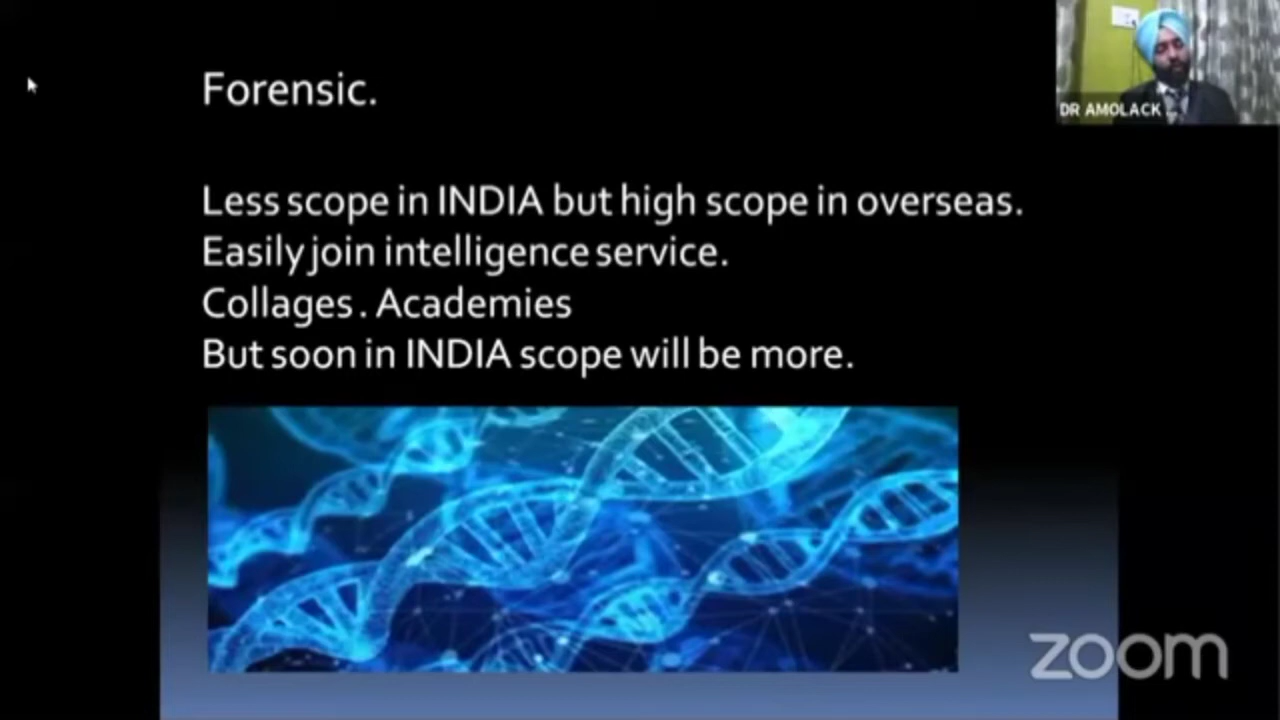 Forensic.
DR AMOLACK ...
Less scope in INDIA but high scope in overseas.
Easily join intelligence service.
Collages . Academies
But soon in INDIA scope will be more.
zoom